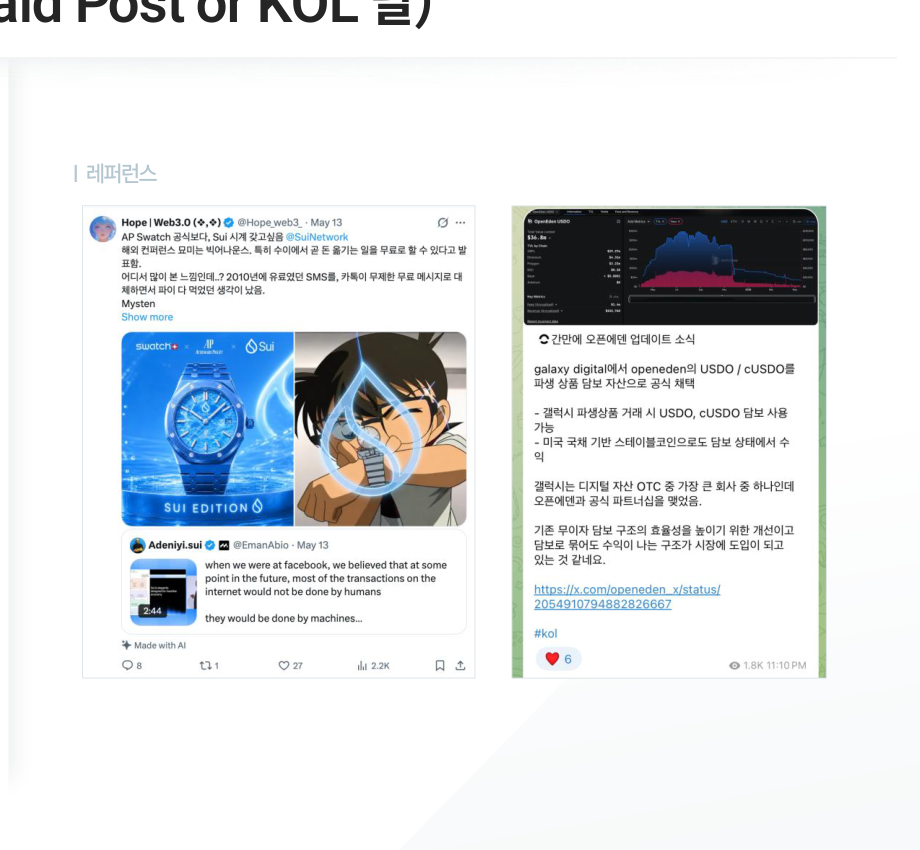 aid Post or KOL 별)
| 레퍼런스
Hope | Web3.0 (❖,❖) @Hope_web3_ · May 13
AP Swatch 공식보다, Sui 시계 갖고싶음 @SuiNetwork
해외 컨퍼런스 묘미는 빅어나운스. 특히 수이에서 곧 돈 옮기는 일을 무료로 할 수 있다고 발
표함.
어디서 많이 본 느낌인데..? 2010년에 유료였던 SMS를, 카톡이 무제한 무료 메시지로 대
체하면서 파이 다 먹었던 생각이 났음.
Mysten
Show more
swatch × AP × Sui
AUDEMARS PIGUET
SUI EDITION
Adeniyi.sui @EmanAbio · May 13
when we were at facebook, we believed that at some
point in the future, most of the transactions on the
internet would not be done by humans
they would be done by machines...
2:44
Made with AI
8 1 27 2.2K
OpenEden USDO
$36.8m
Key Metrics
간만에 오픈에덴 업데이트 소식
galaxy digital에서 openeden의 USDO / cUSDO를
파생 상품 담보 자산으로 공식 채택
- 갤럭시 파생상품 거래 시 USDO, cUSDO 담보 사용
가능
- 미국 국채 기반 스테이블코인으로도 담보 상태에서 수
익
갤럭시는 디지털 자산 OTC 중 가장 큰 회사 중 하나인데
오픈에덴과 공식 파트너십을 맺었음.
기존 무이자 담보 구조의 효율성을 높이기 위한 개선이고
담보로 묶어도 수익이 나는 구조가 시장에 도입이 되고
있는 것 같네요.
https://x.com/openeden_x/status/
2054910794882826667
#kol
6
1.8K 11:10 PM